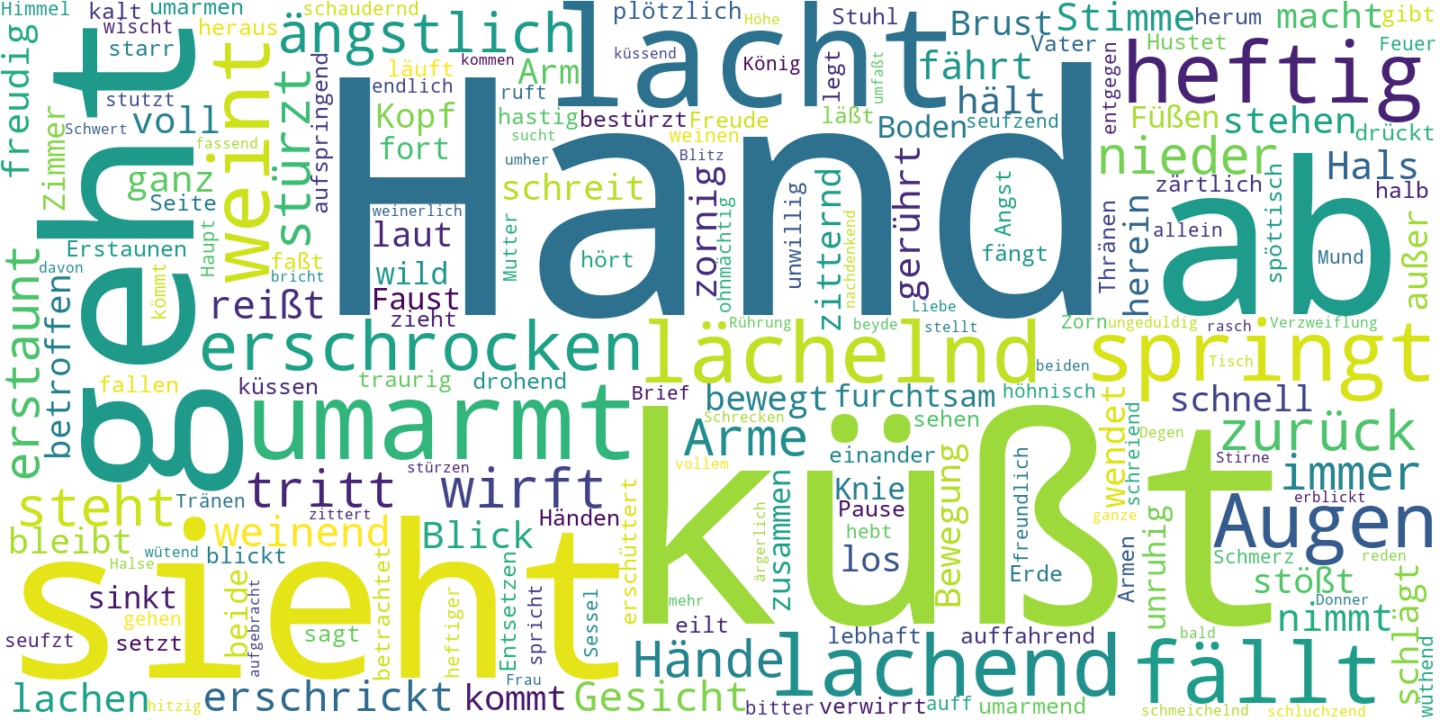 Himmel
kalt
umarmen
schaudernd
plötzlich
Stuhl
Brust
Stimme
herum
macht
gibt
wischt
heraus
ängstlich
lacht
küssend
Höhe
König
Vater
Hustet
Feuer
freudig
starr
kommen
legt
umfaßt
fährt
entgegen
heftig
geht
weint
stürzt
aufspringend
läuft
Arm
endlich
ruft
hält
stutzt
Schwert
voll
fassend
Kopf
fort
hastig
sucht
bestürzt
Freude
weinen
läßt
Boden
seufzend
Füßen
stehen
drückt
Zimmer
ganz
Seite
umher
Blitz
Hand
nieder
Hals
halb
schreit
zärtlich
weinerlich
laut
wild
Faust
zieht
Mutter
hört
zornig
ohnmächtig
unwillig
zitternd
nachdenkend
gerührt
Angst
fängt
Thränen
herein
allein
ab
spöttisch
Mund
außer
Erstaunen
Haupt
davon
faßt
bricht
kömmt
reißt
Liebe
erstaunt
betroffen
erschrocken
lächelnd
Rührung
beyde
stellt
Zorn
ungeduldig
rasch
Verzweiflung
springt
Tisch
beiden
fallen
küssen
traurig
drohend
Brief
bewegt
furchtsam
höhnisch
wendet
schnell
umarmt
Schrecken
sehen
Arme
einander
schreiend
Degen
zurück
Stirne
stürzen
vollem
immer
steht
Tränen
tritt
wirft
zittert
Händen
erschüttert
ärgerlich
zusammen
Knie
Pause
hebt
los
Bewegung
freundlich
Erde
küßt
ganze
Armen
unruhig
erblickt
Augen
Schmerz
reden
bleibt
wütend
blickt
weinend
Blick
Halse
sinkt
gehen
seufzt
setzt
beide
aufgebracht
sagt
betrachtet
heftiger
Entsetzen
spricht
Sessel
sieht
mehr
eilt
stößt
Donner
nimmt
schlägt
wüthend
bald
Frau
Hände
lebhaft
auffahrend
lachend
fällt
lachen
hitzig
erschrickt
kommt
Gesicht
bitter
verwirrt
auff
umarmend
schmeichelnd
schluchzend